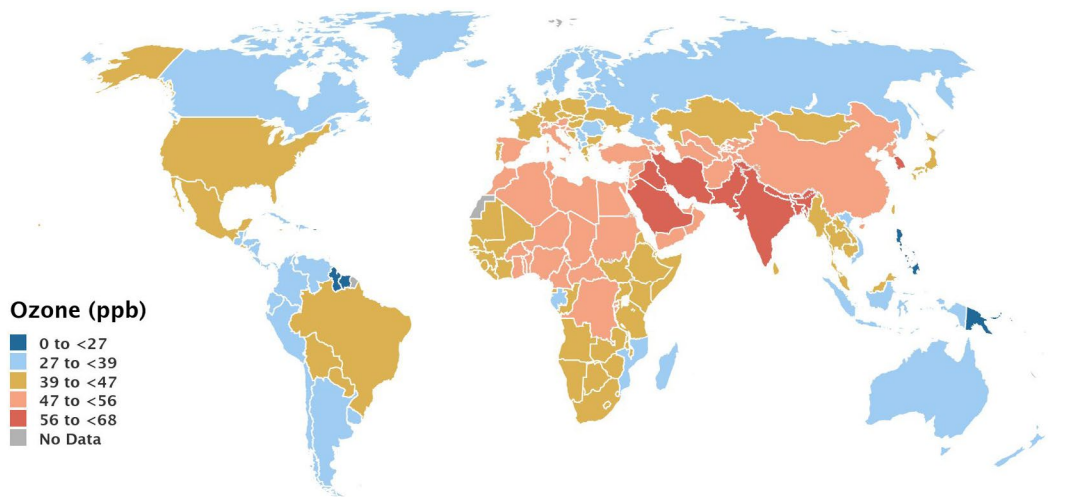 Ozone (ppb)
0 to <27
27 to <39
39 to <47
47 to <56
56 to <68
No Data